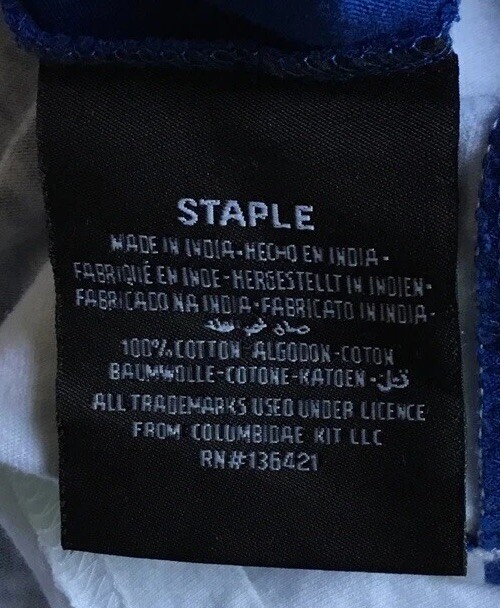 STAPLE
MADE IN INDIA-HECHO EN INDIA-
FABRIQUÉ EN INDE-HERGESTELLT IN INDIEN-
FABRICADO NA INDIA-FABRICATO IN INDIA-
100% COTTON-ALGODON-COTON
BAUMWOLLE-COTONE-KATOEN-
ALL TRADEMARKS USED UNDER LICENCE
FROM COLUMBIDAE KIT LLC
RN#136421